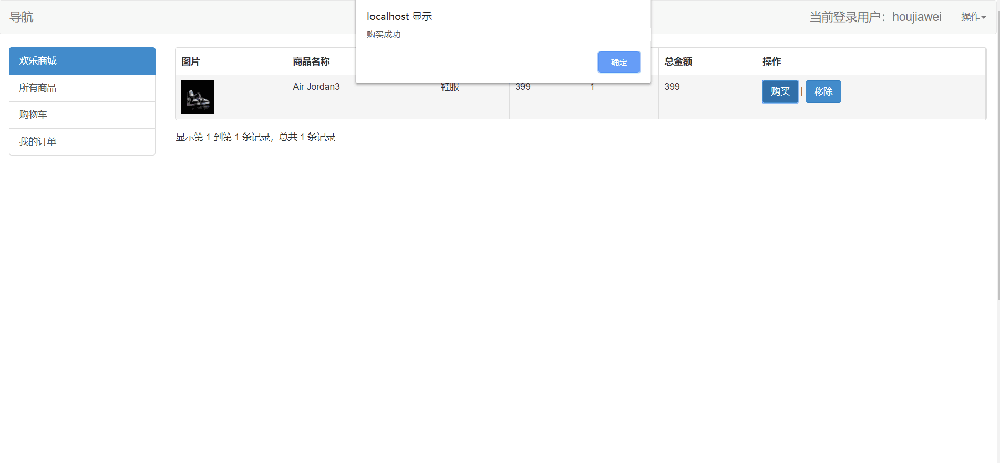 导航
localhost 显示
购买成功
确定
当前登录用户：houjiawei
操作
欢乐商城
所有商品
购物车
我的订单
图片 商品名称 总金额 操作
Air Jordan3 鞋服 399 1 399 购买 | 移除
显示第 1 到第 1 条记录，总共 1 条记录